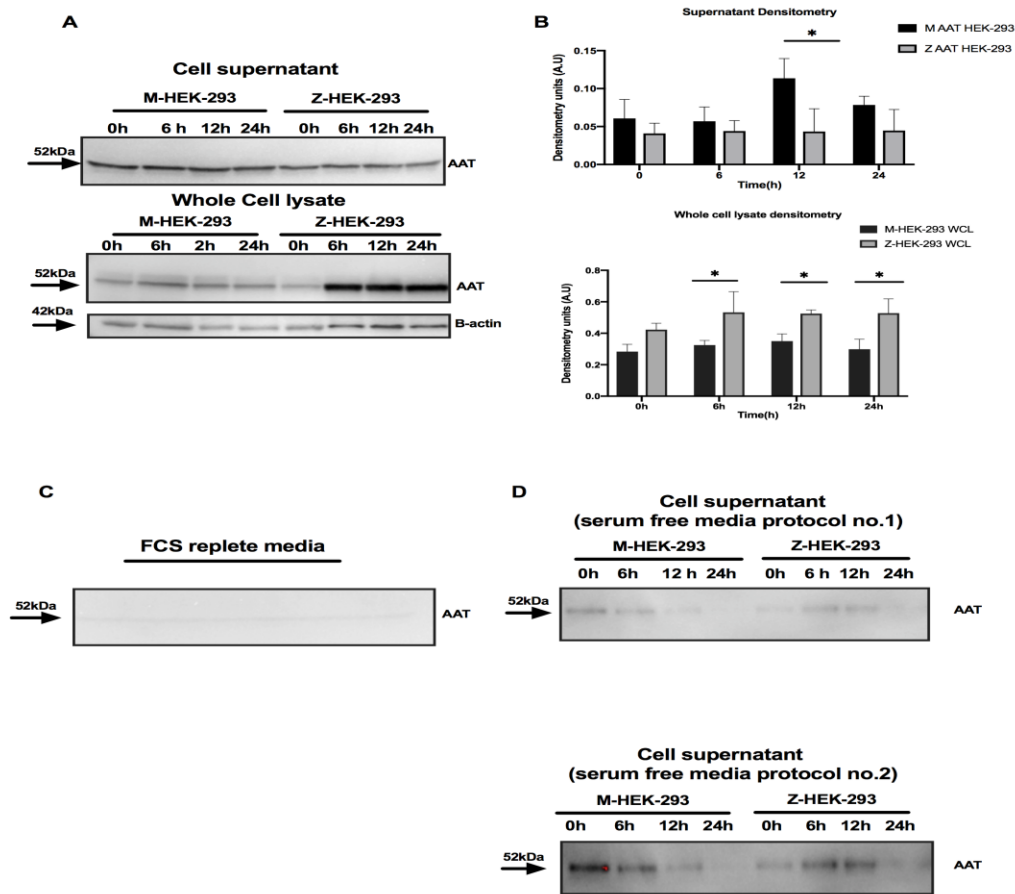 A
Cell supernatant
M-HEK-293 Z-HEK-293
0h 6 h 12h 24h 0h 6h 12h 24h
52kDa AAT
Whole Cell lysate
M-HEK-293 Z-HEK-293
0h 6h 2h 24h 0h 6h 12h 24h
52kDa AAT
42kDa B-actin
B
Supernatant Densitometry
* M AAT HEK-293
Z AAT HEK-293
Densitometry units (A.U)
0.15
0.10
0.05
0.00
0 6 12 24
Time(h)
Whole cell lysate densitometry
M-HEK-293 WCL
Z-HEK-293 WCL
Densitometry units (A.U)
0.8
0.6
0.4
0.2
0.0
* * *
0h 6h 12h 24h
Time(h)
C
FCS replete media
52kDa AAT
D
Cell supernatant
(serum free media protocol no.1)
M-HEK-293 Z-HEK-293
0h 6h 12 h 24h 0h 6 h 12h 24h
52kDa AAT
Cell supernatant
(serum free media protocol no.2)
M-HEK-293 Z-HEK-293
0h 6h 12h 24h 0h 6h 12h 24h
52kDa AAT